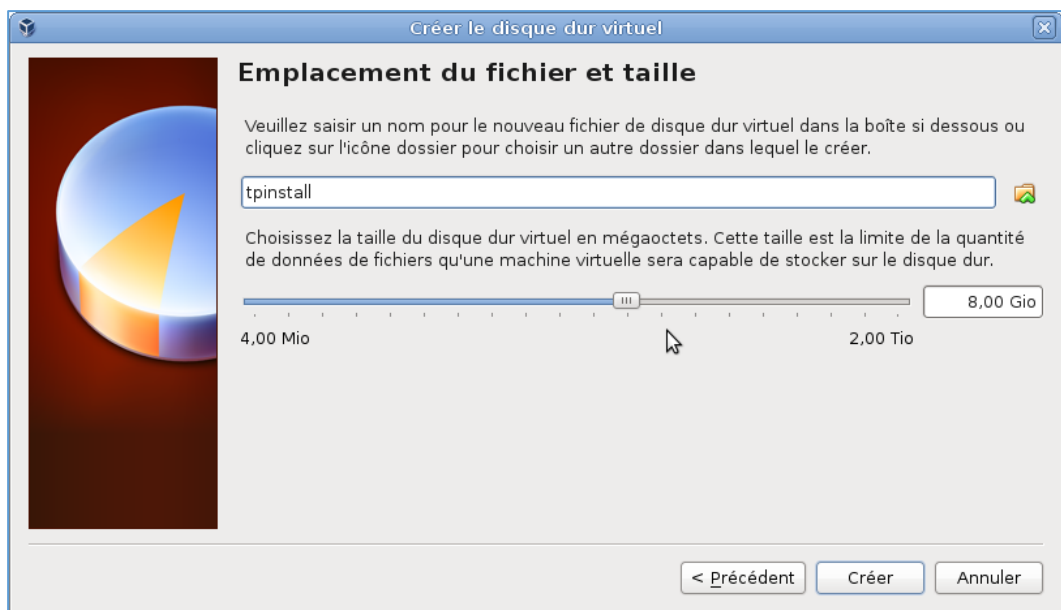 Créer le disque dur virtuel
Emplacement du fichier et taille
Veuillez saisir un nom pour le nouveau fichier de disque dur virtuel dans la boîte si dessous ou
cliquez sur l'icône dossier pour choisir un autre dossier dans lequel le créer.
tpinstall
Choisissez la taille du disque dur virtuel en mégaoctets. Cette taille est la limite de la quantité
de données de fichiers qu'une machine virtuelle sera capable de stocker sur le disque dur.
8,00 Gio
4,00 Mio 2,00 Tio
< Précédent Créer Annuler